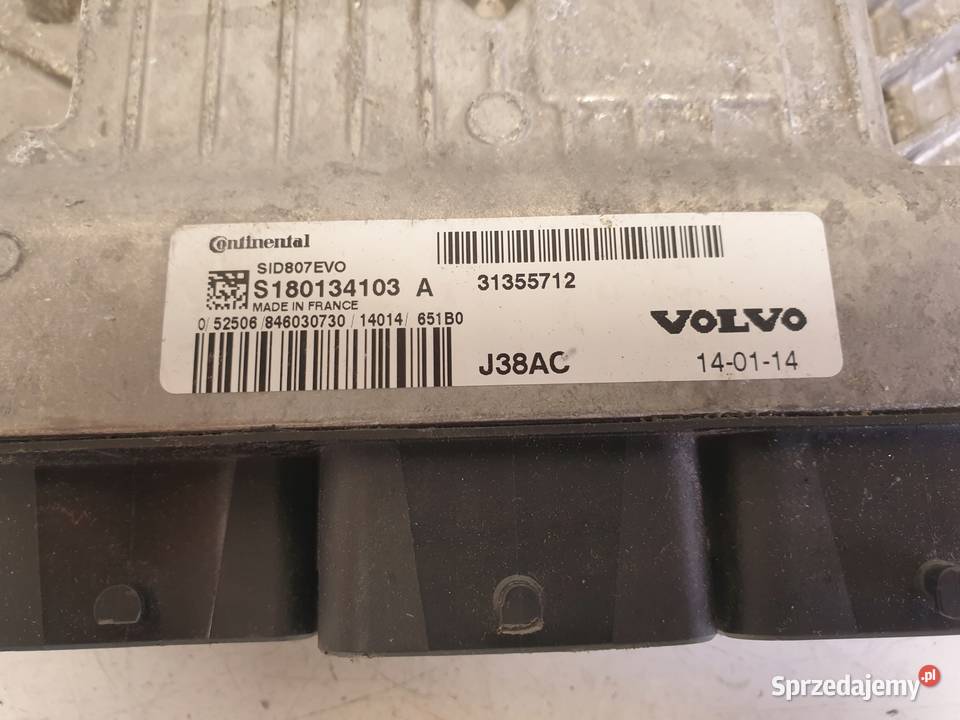 Continental
SID807EVO
S180134103 A
MADE IN FRANCE
0/ 52506 /846030730 / 14014/ 651B0
31355712
VOLVO
J38AC
14-01-14
Sprzedajemy.pl